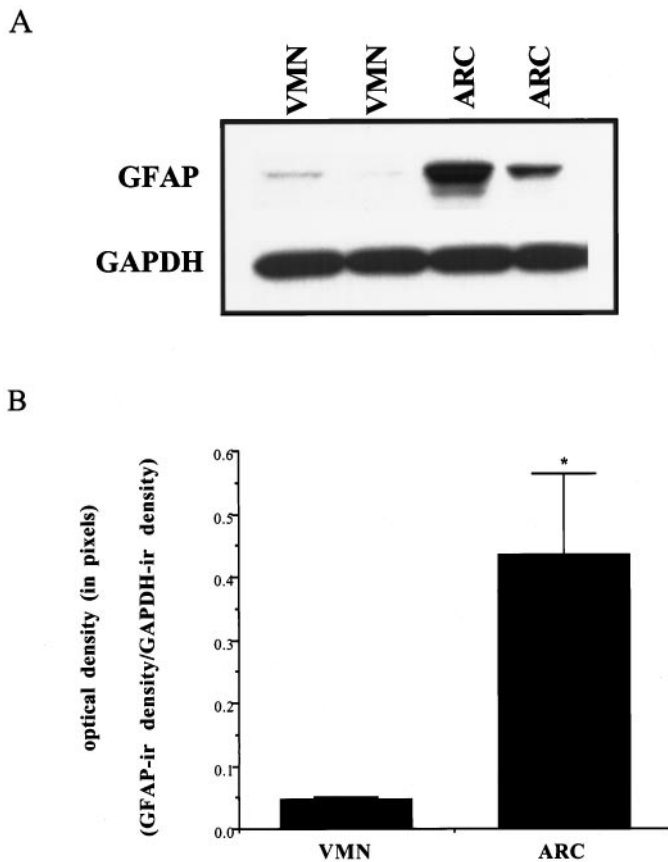 A
VMN VMN ARC ARC
GFAP
GAPDH
B
optical density (in pixels)
(GFAP-ir density/GAPDH-ir density)
0.6
*
0.5
0.4
0.3
0.2
0.1
0.0
VMN ARC